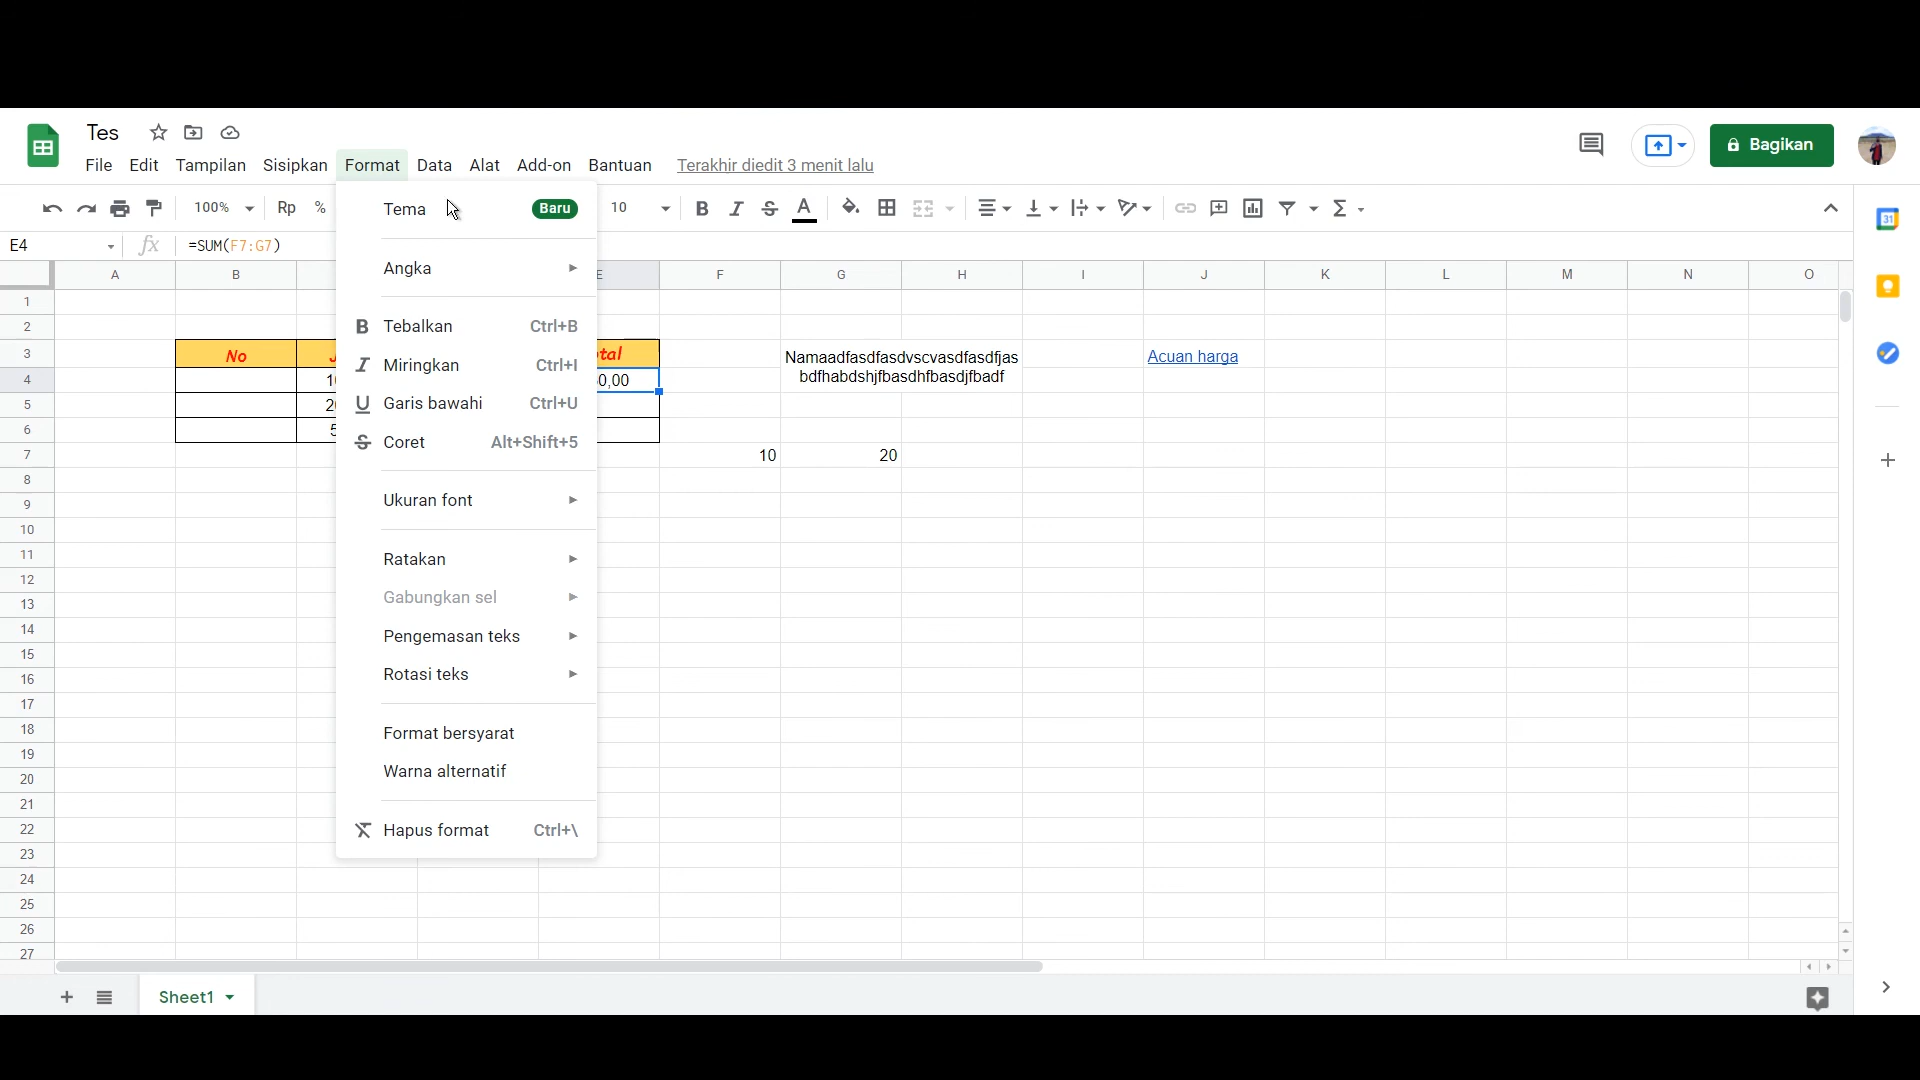 Tes
File Edit Tampilan Sisipkan Format Data Alat Add-on Bantuan Terakhir diedit 3 menit lalu
Bagikan
100% Rp % 10
31
E4 =SUM(F7:G7)
A B E F G H I J K L M N O
1
2
3 No
Namaadfasdfasdvscvasdfasdfjas
bdfhabdshjfbasdhfbasdjfbadf
Acuan harga
4
0,00
5
6
7 10 20
8
9
10
11
12
13
14
15
16
17
18
19
20
21
22
23
24
25
26
27
Tema Baru
Angka
B Tebalkan Ctrl+B
I Miringkan Ctrl+I
U Garis bawahi Ctrl+U
S Coret Alt+Shift+5
Ukuran font
Ratakan
Gabungkan sel
Pengemasan teks
Rotasi teks
Format bersyarat
Warna alternatif
Hapus format Ctrl+\
Sheet1